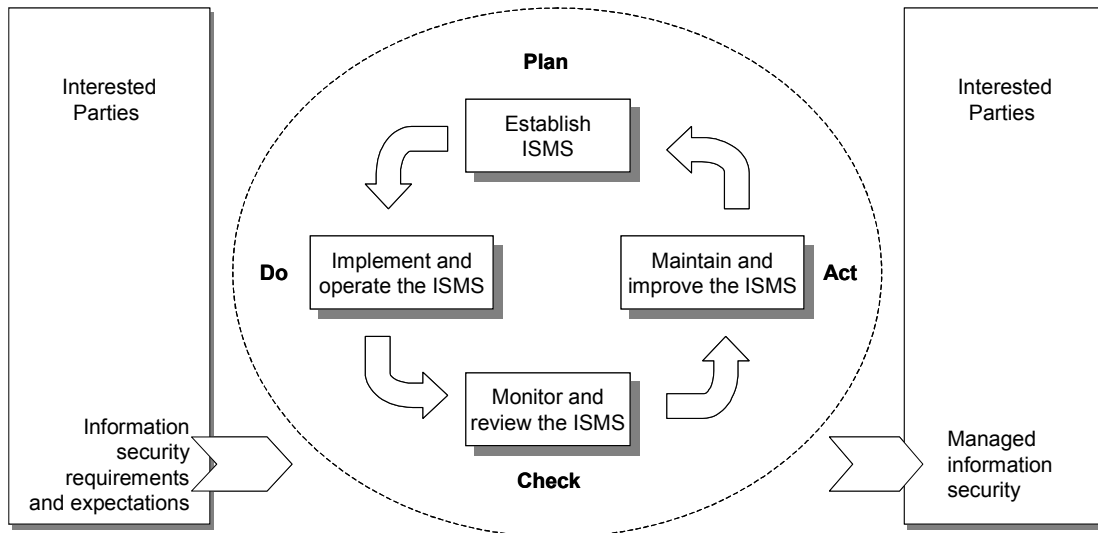 Interested
Parties
Information
security
requirements
and expectations
Plan
Establish
ISMS
Do
Implement and
operate the ISMS
Maintain and
improve the ISMS
Act
Monitor and
review the ISMS
Check
Interested
Parties
Managed
information
security